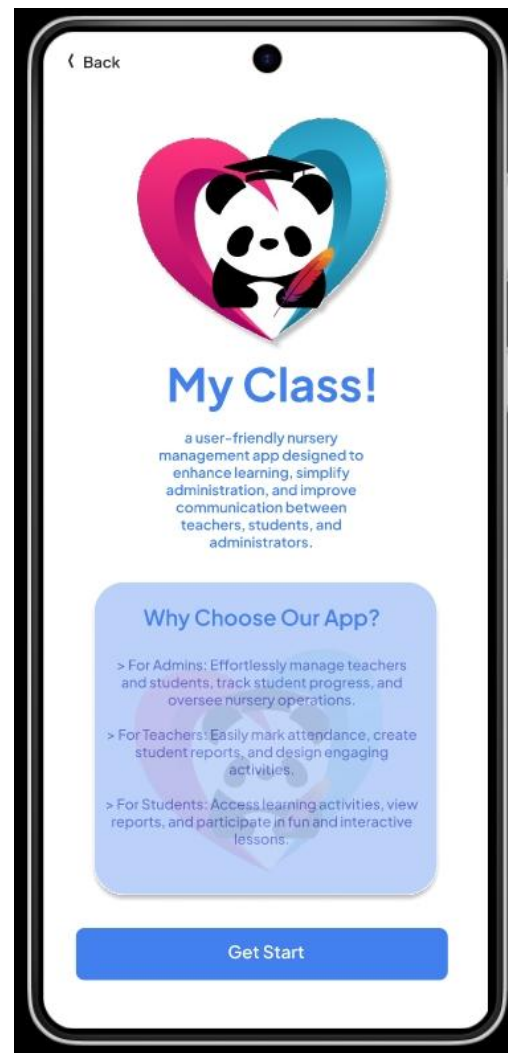 Back
My Class!
a user-friendly nursery
management app designed to
enhance learning, simplify
administration, and improve
communication between
teachers, students, and
administrators.
Why Choose Our App?
> For Admins: Effortlessly manage teachers
and students, track student progress, and
oversee nursery operations.
> For Teachers: Easily mark attendance, create
student reports, and design engaging
activities.
> For Students: Access learning activities, view
reports, and participate in fun and interactive
lessons.
Get Start